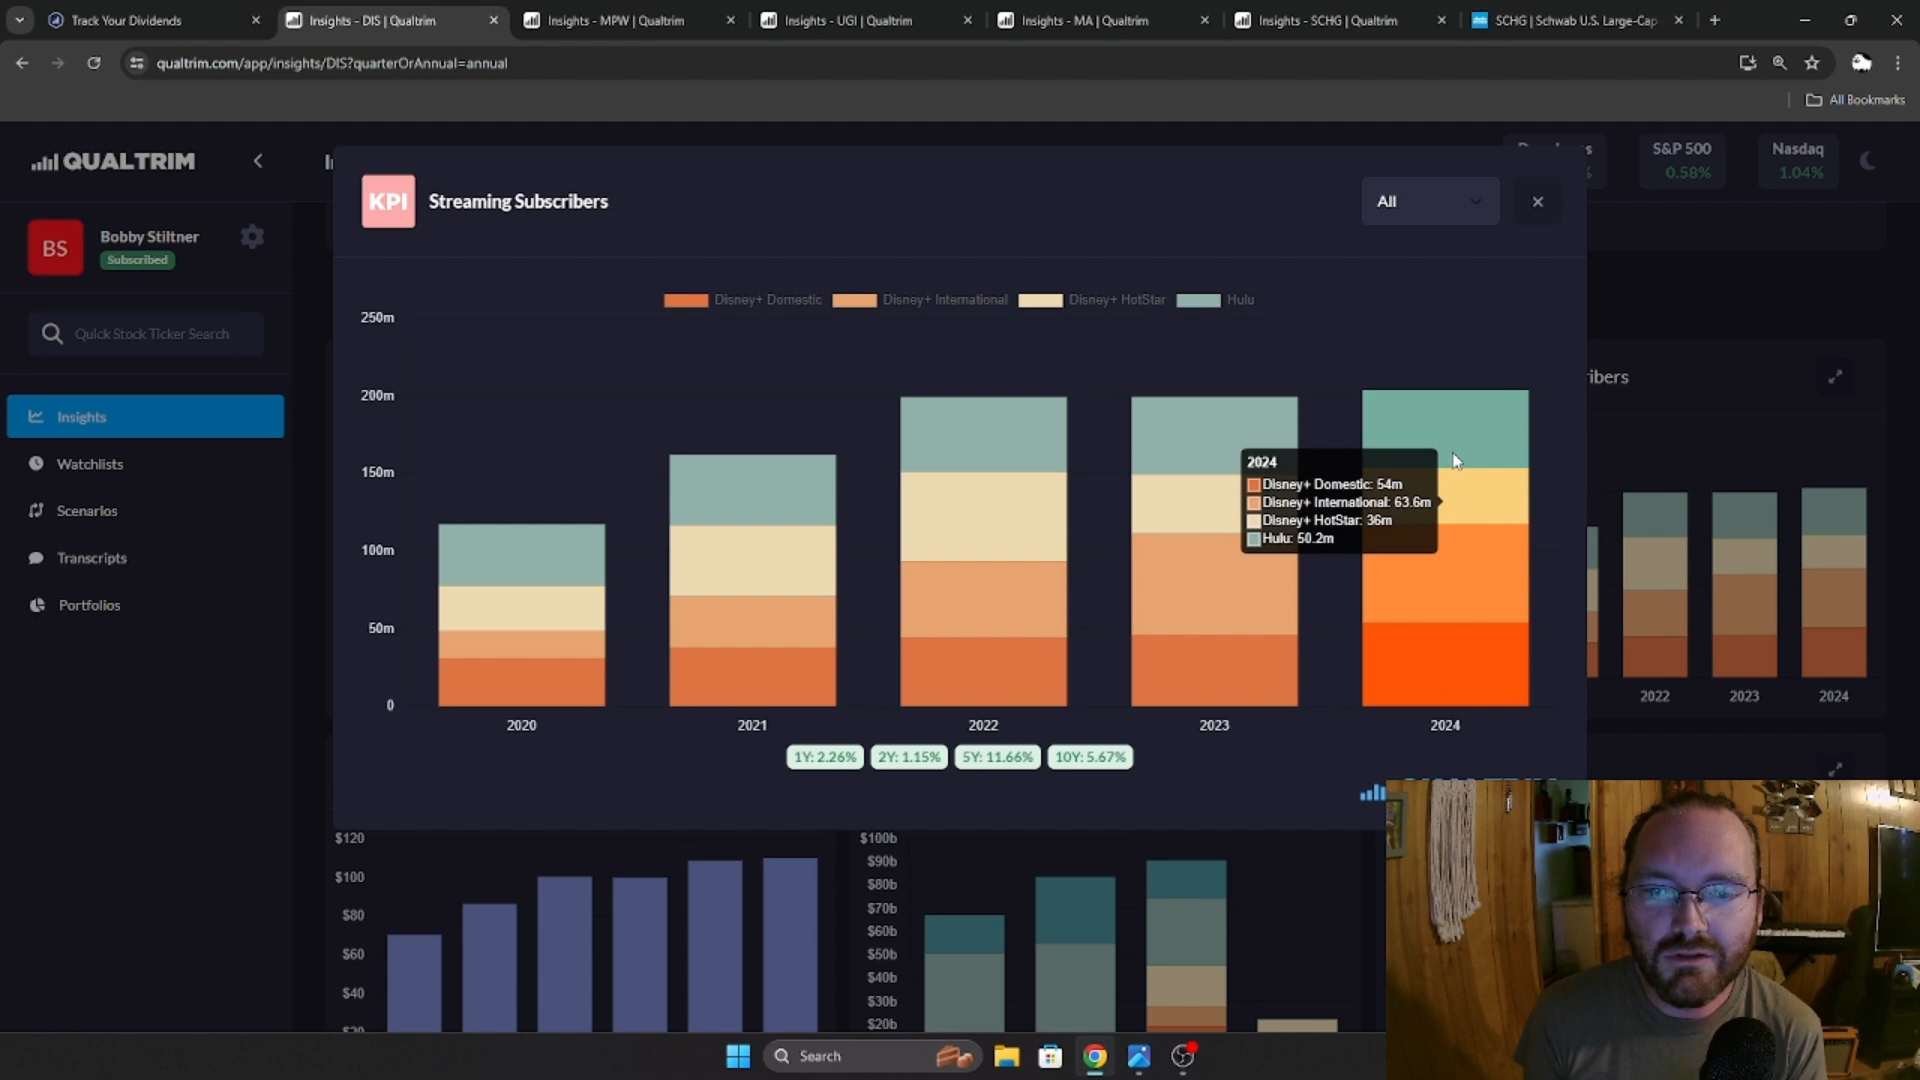 Track Your Dividends
Insights - DIS | Qualtrim
Insights - MPW | Qualtrim
Insights - UGI | Qualtrim
Insights - MA | Qualtrim
Insights - SCHG | Qualtrim
SCHG | Schwab U.S. Large-Cap
qualtrim.com/app/insights/DIS?quarterOrAnnual=annual
All Bookmarks
QUALTRIM
S&P 500
0.58%
Nasdaq
1.04%
KPI
Streaming Subscribers
All
BS
Bobby Stiltner
Subscribed
Quick Stock Ticker Search
Insights
Watchlists
Scenarios
Transcripts
Portfolios
Disney+ Domestic
Disney+ International
Disney+ HotStar
Hulu
250m
200m
150m
100m
50m
0
2024
Disney+ Domestic: 54m
Disney+ International: 63.6m
Disney+ HotStar: 36m
Hulu: 50.2m
2020
2021
2022
2023
2024
1Y: 2.26%
2Y: 1.15%
5Y: 11.66%
10Y: 5.67%
ibers
2022
2023
2024
$120
$100
$80
$60
$40
$100b
$90b
$80b
$70b
$60b
$50b
$40b
$30b
$20b
Search